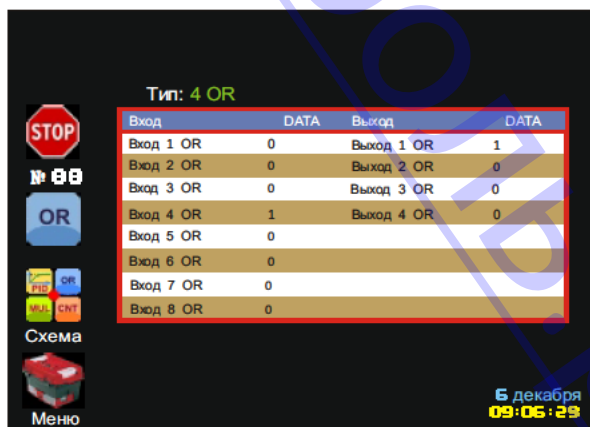 Тип: 4 OR
Вход DATA Выход DATA
Вход 1 OR 0 Выход 1 OR 1
Вход 2 OR 0 Выход 2 OR 0
Вход 3 OR 0 Выход 3 OR 0
Вход 4 OR 1 Выход 4 OR 0
Вход 5 OR 0
Вход 6 OR 0
Вход 7 OR 0
Вход 8 OR 0
STOP
№ 00
OR
PID OR
MUL CNT
Схема
Меню
6 декабря
09:06:29